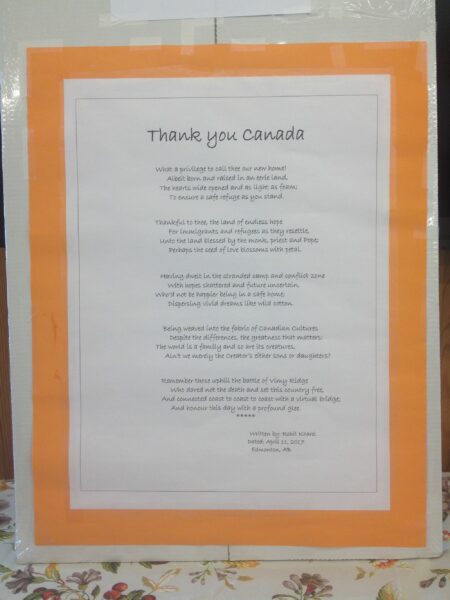 Thank you Canada
What a privilege to call thee our new home!
Albeit born and raised in an eerie land,
The hearts wide opened and as light as foam;
To ensure a safe refuge as you stand.
Thankful to thee, the land of endless hope
For immigrants and refugees as they resettle,
Unto the land blessed by the monk, priest and Pope;
Perhaps the seed of love blossoms with petal.
Having dwelt in the stranded camp and conflict zone
With hopes shattered and future uncertain,
Who'd not be happier being in a safe home;
Dispersing vivid dreams like wild cotton.
Being weaved into the fabric of Canadian Cultures
Despite the differences, the greatness that matters;
The world is a family and so are its creatures,
Ain't we merely the Creator's either sons or daughters?
Remember those uphill the battle of Vimy Ridge
Who dared not the death and set this country free,
And connected coast to coast to coast with a virtual bridge;
And honour this day with a profound glee.
*****
Written by: Rohit
Dated: April 11, 2017
Edmonton, AB